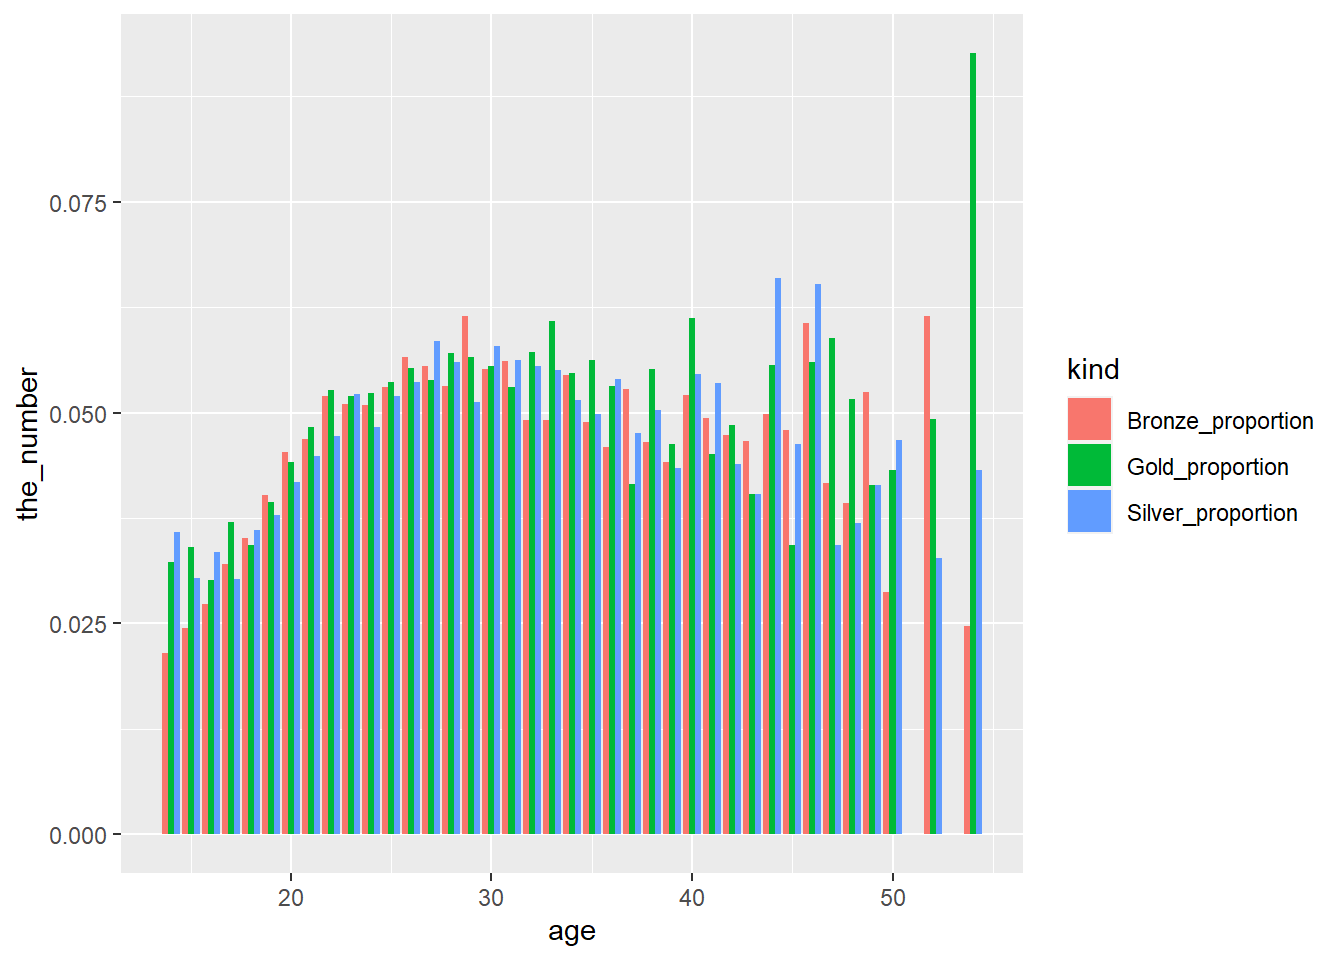 0.075
0.050
0.025
0.000
the_number
20 30 40 50
age
kind
Bronze_proportion
Gold_proportion
Silver_proportion